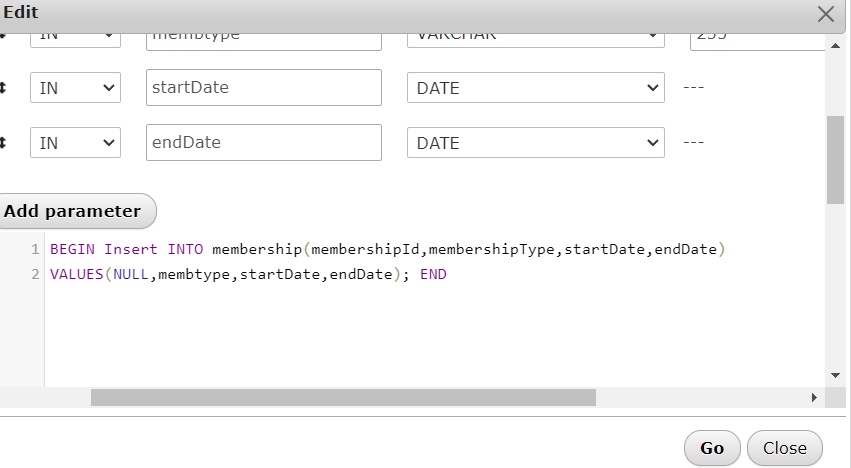 Edit
IN membtype VARCHAR 255
IN startDate DATE ---
IN endDate DATE ---
Add parameter
1 BEGIN Insert INTO membership(membershipId,membershipType,startDate,endDate)
2 VALUES(NULL,membtype,startDate,endDate); END
Go Close